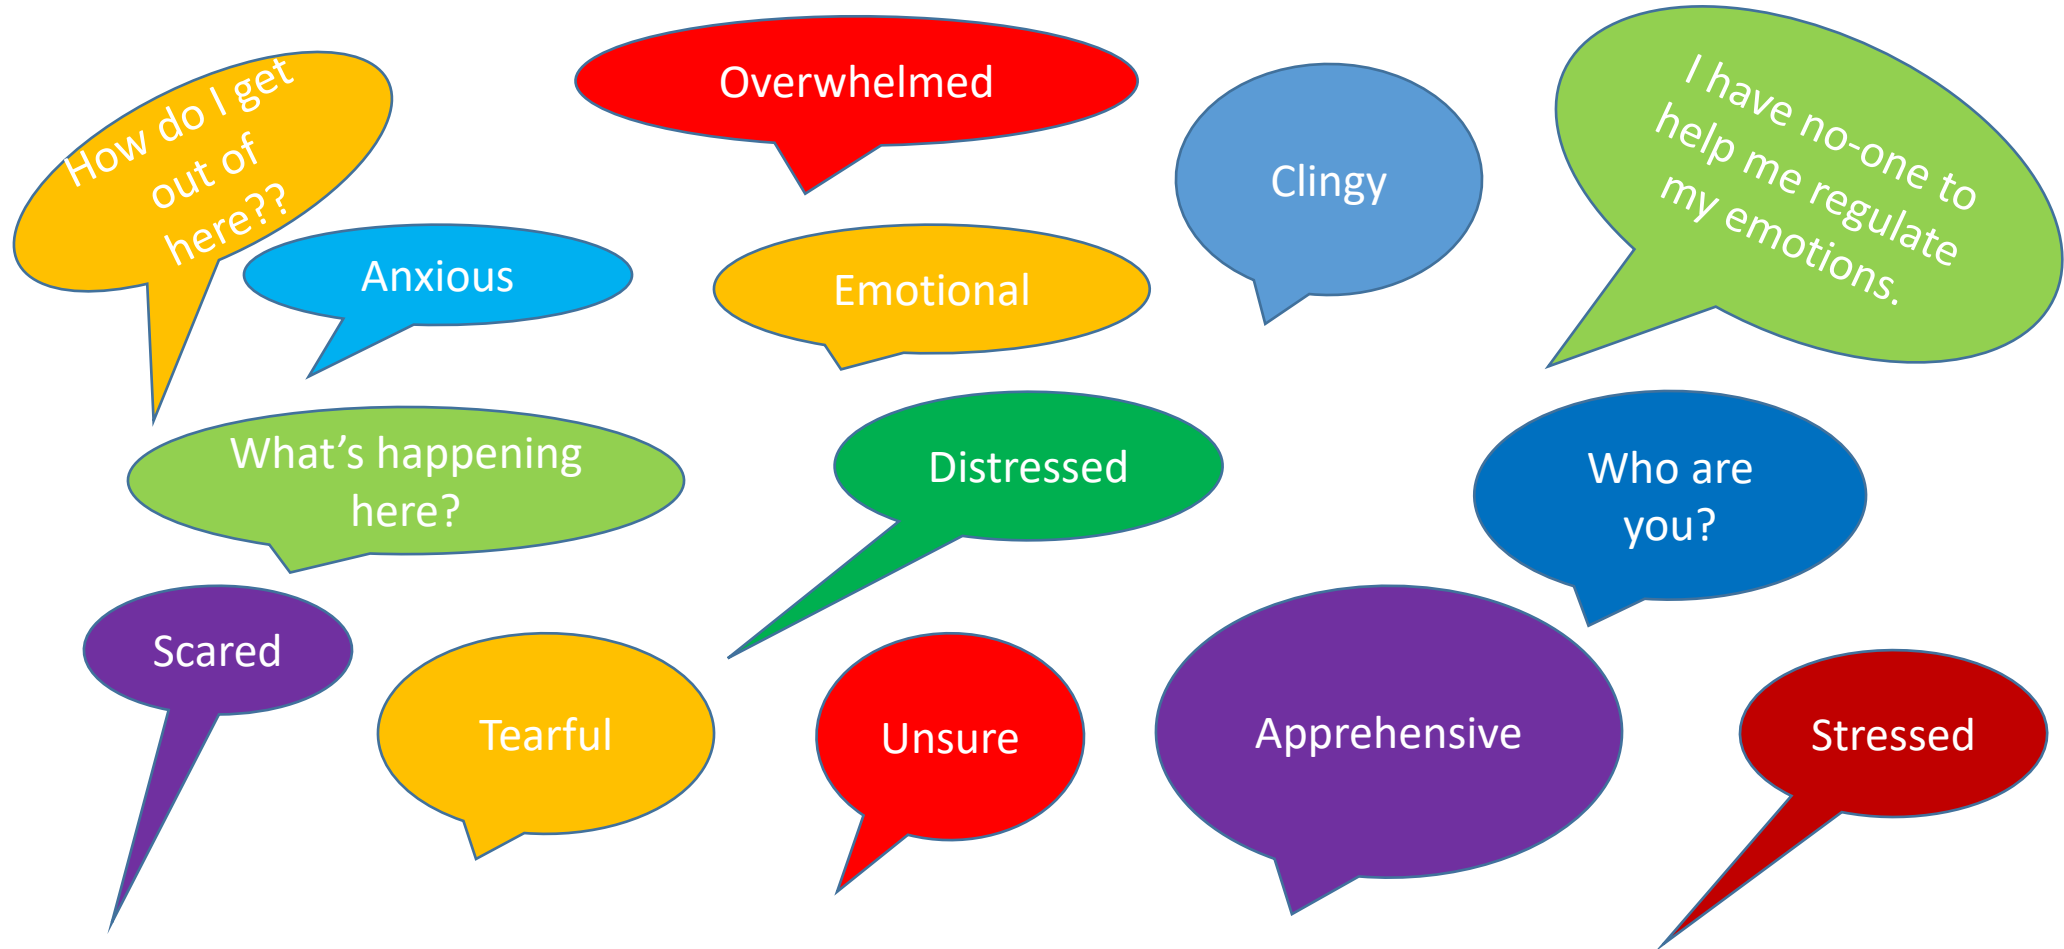 How do I get
out of
here??
Overwhelmed
Clingy
I have no-one to
help me regulate
my emotions.
Anxious
Emotional
What’s happening
here?
Distressed
Who are
you?
Scared
Tearful
Unsure
Apprehensive
Stressed